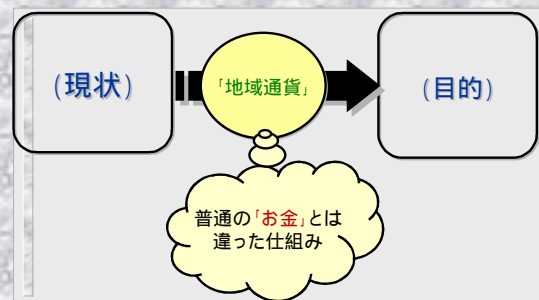 (現状)
「地域通貨」
(目的)
普通の「お金」とは
違った仕組み